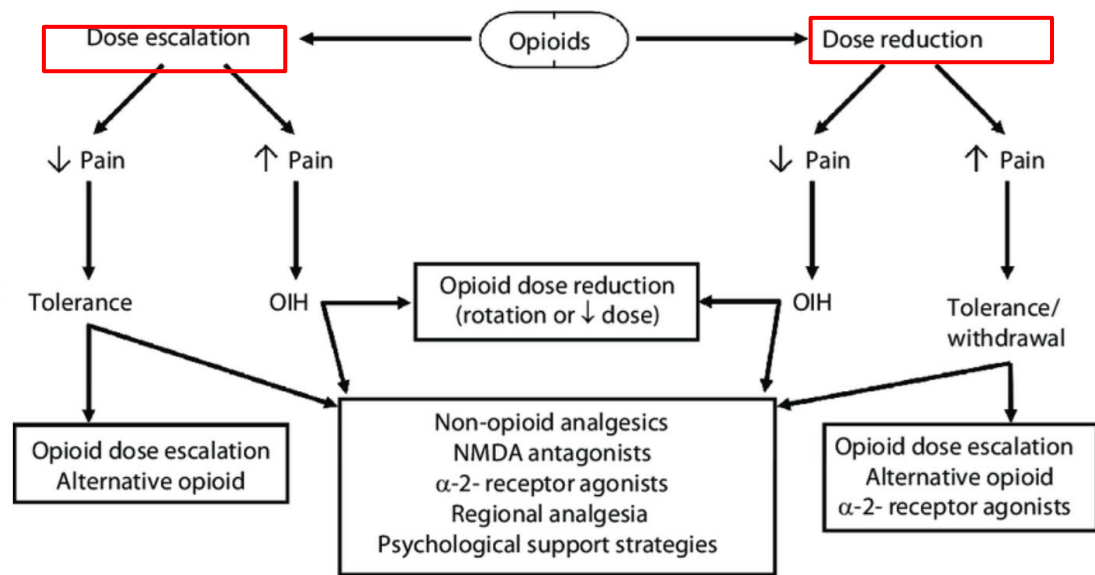 Dose escalation
Opioids
Dose reduction
↓ Pain
↑ Pain
↓ Pain
↑ Pain
Tolerance
OIH
Opioid dose reduction
(rotation or ↓ dose)
OIH
Tolerance/
withdrawal
Opioid dose escalation
Alternative opioid
Non-opioid analgesics
NMDA antagonists
α-2- receptor agonists
Regional analgesia
Psychological support strategies
Opioid dose escalation
Alternative opioid
α-2- receptor agonists